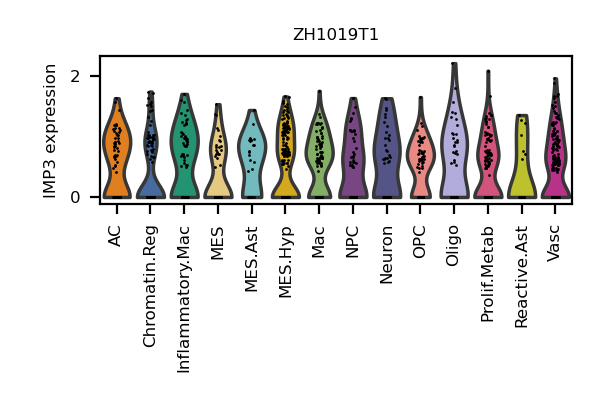 ZH1019T1
IMP3 expression
2
0
AC
Chromatin.Reg
Inflammatory.Mac
MES
MES.Ast
MES.Hyp
Mac
NPC
Neuron
OPC
Oligo
Prolif.Metab
Reactive.Ast
Vasc